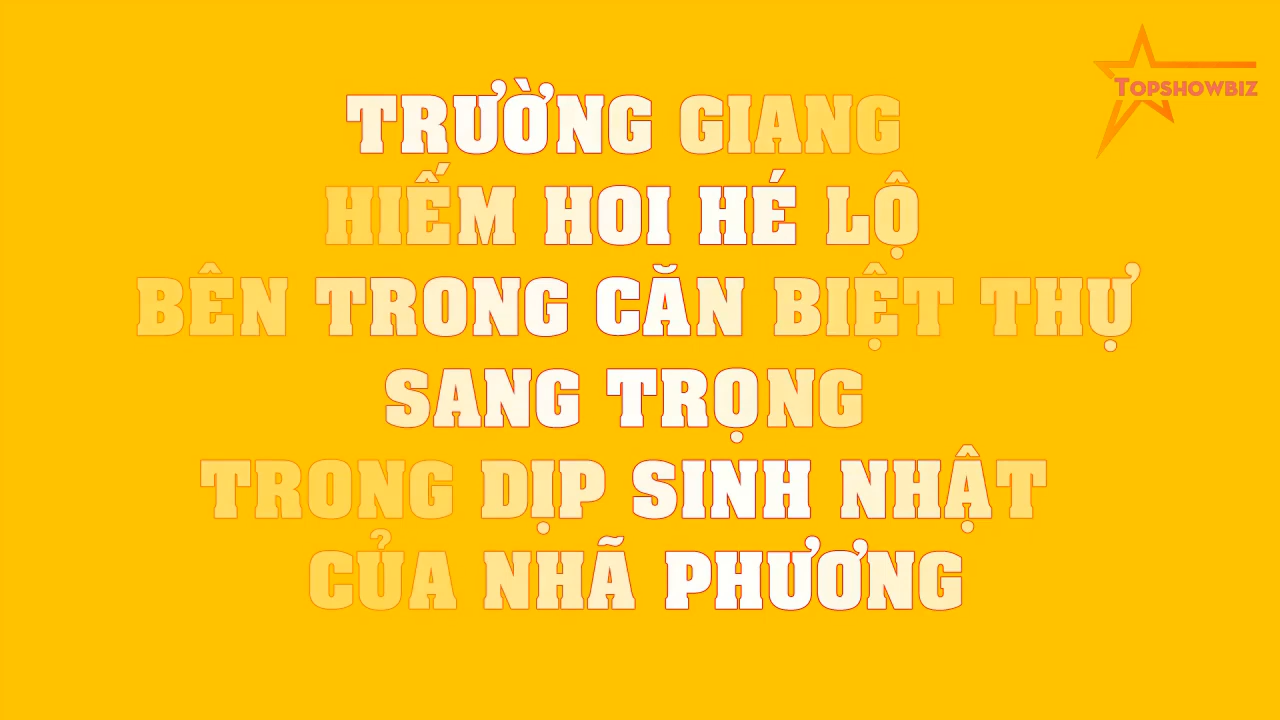 TOPSHOWBIZ
TRƯỜNG GIANG
HIẾM HOI HÉ LỘ
BÊN TRONG CĂN BIỆT THỰ
SANG TRỌNG
TRONG DỊP SINH NHẬT
CỦA NHÃ PHƯƠNG